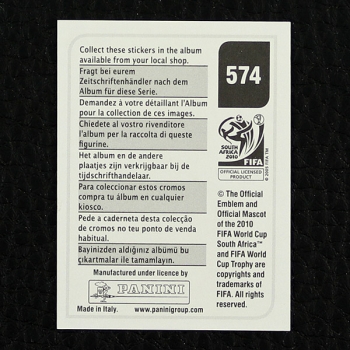 Collect these stickers in the album
available from your local shop.
Fragt bei eurem
Zeitschriftenhändler nach dem
Album für diese Serie.
Demandez à votre détaillant l'Album
pour la collection de ces images.
Chiedete al vostro rivenditore
l'album per la raccolta di queste
figurine.
Het album en de andere
plaatjes zijn verkrijgbaar bij de
tijdschrifthandelaar.
Para coleccionar estos cromos
compra tu álbum en cualquier
kiosco.
Pede a caderneta desta colecção
de cromos no teu ponto de venda
habitual.
Bayinizden aldığınız albümü bu
çıkartmalar ile tamamlayın.
Manufactured under licence by
PANINI
Made in Italy. www.paninigroup.com
574
SOUTH AFRICA
2010
FIFA
OFFICIAL LICENSED
PRODUCT
© 2005 FIFA TM
© The Official
Emblem and
Official Mascot
of the 2010
FIFA World Cup
South Africa™
and FIFA World
Cup Trophy are
copyrights and
trademarks of
FIFA. All rights
reserved.